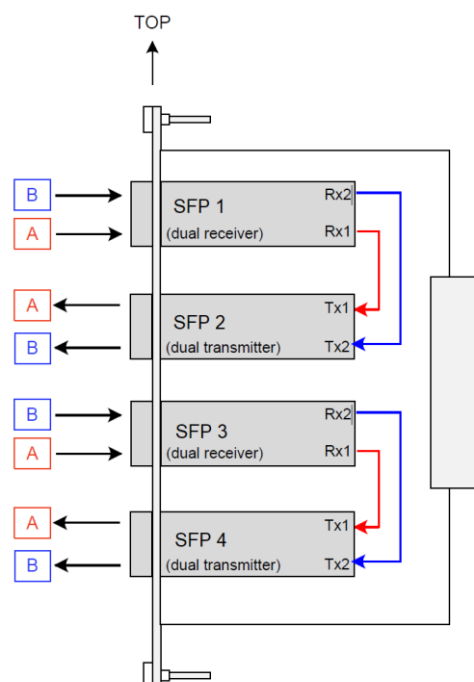 TOP
B
Rx2
SFP 1
A
Rx1
(dual receiver)
A
Tx1
SFP 2
B
Tx2
(dual transmitter)
B
Rx2
SFP 3
A
Rx1
(dual receiver)
A
Tx1
SFP 4
B
Tx2
(dual transmitter)